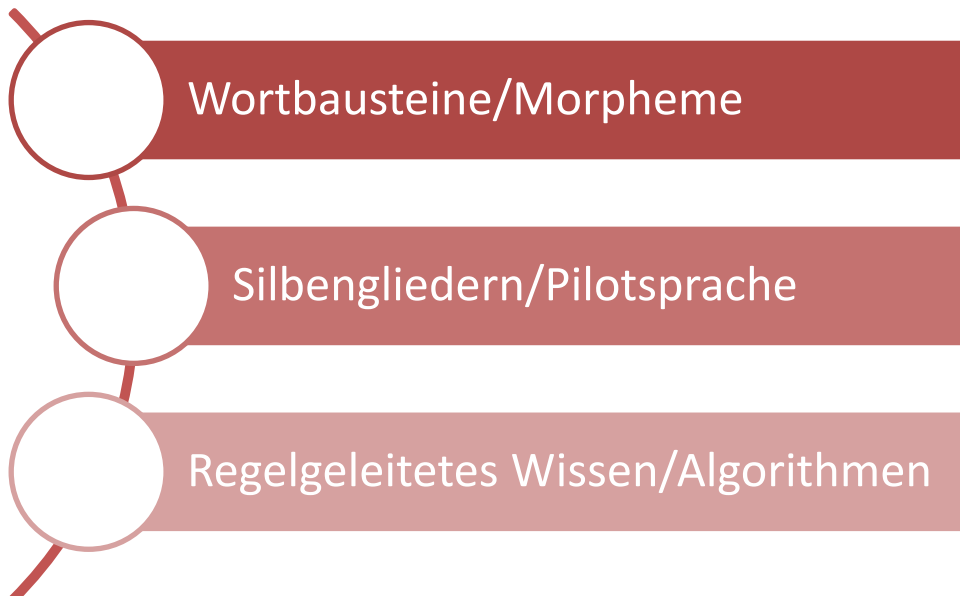 Wortbausteine/Morpheme
Silbengliedern/Pilotsprache
Regelgeleitetes Wissen/Algorithmen